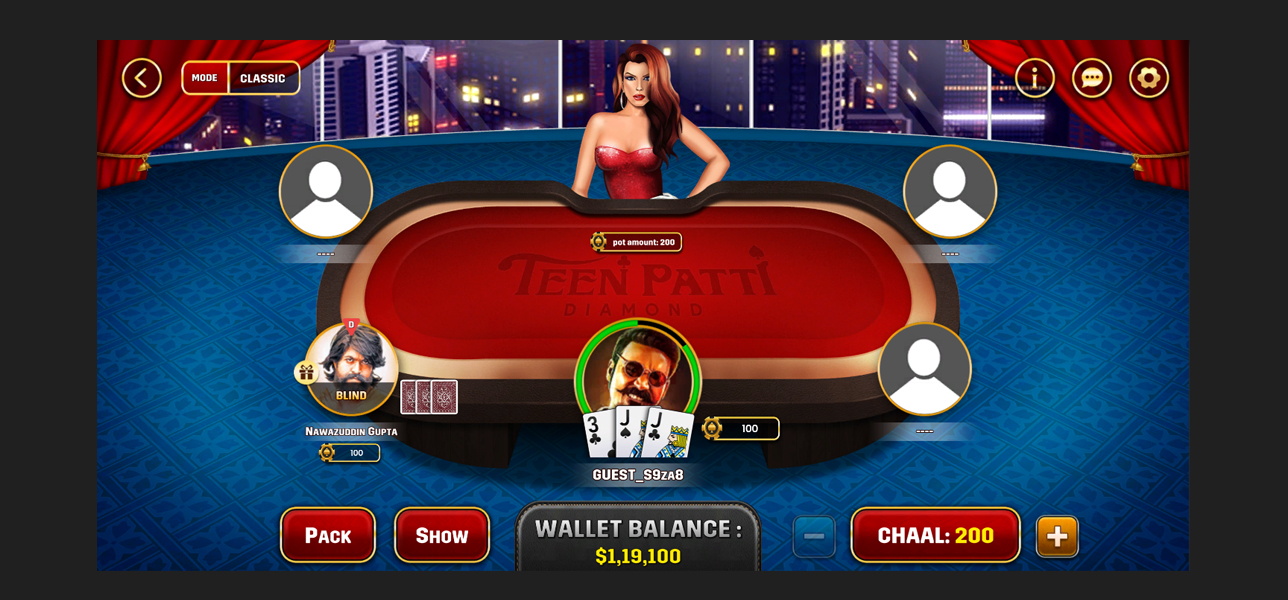 MODE CLASSIC
pot amount: 200
TEEN PATTI
DIAMOND
----
----
D
BLIND
NAWAZUDDIN GUPTA
100
3 J J
100
GUEST_S9ZA8
----
PACK
SHOW
WALLET BALANCE :
$1,19,100
CHAAL: 200